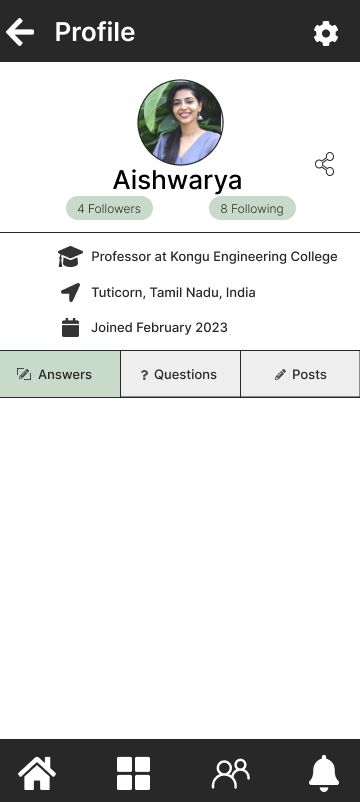 Profile
Aishwarya
4 Followers 8 Following
Professor at Kongu Engineering College
Tuticorn, Tamil Nadu, India
Joined February 2023
Answers ? Questions Posts